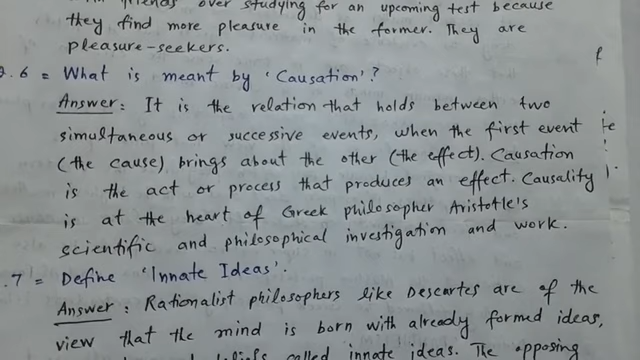 friends over studying for an upcoming test because
they find more pleasure in the former. They are
pleasure-seekers.
2.6 = What is meant by 'Causation'?
Answer: It is the relation that holds between two
simultaneous or successive events, when the first event
(the cause) brings about the other (the effect). Causation
is the act or process that produces an effect. Causality
is at the heart of Greek philosopher Aristotle's
scientific and philosophical investigation and work.
.7 = Define 'Innate Ideas'.
Answer: Rationalist philosophers like Descartes are of the
view that the mind is born with already formed ideas,
called innate ideas. The opposing